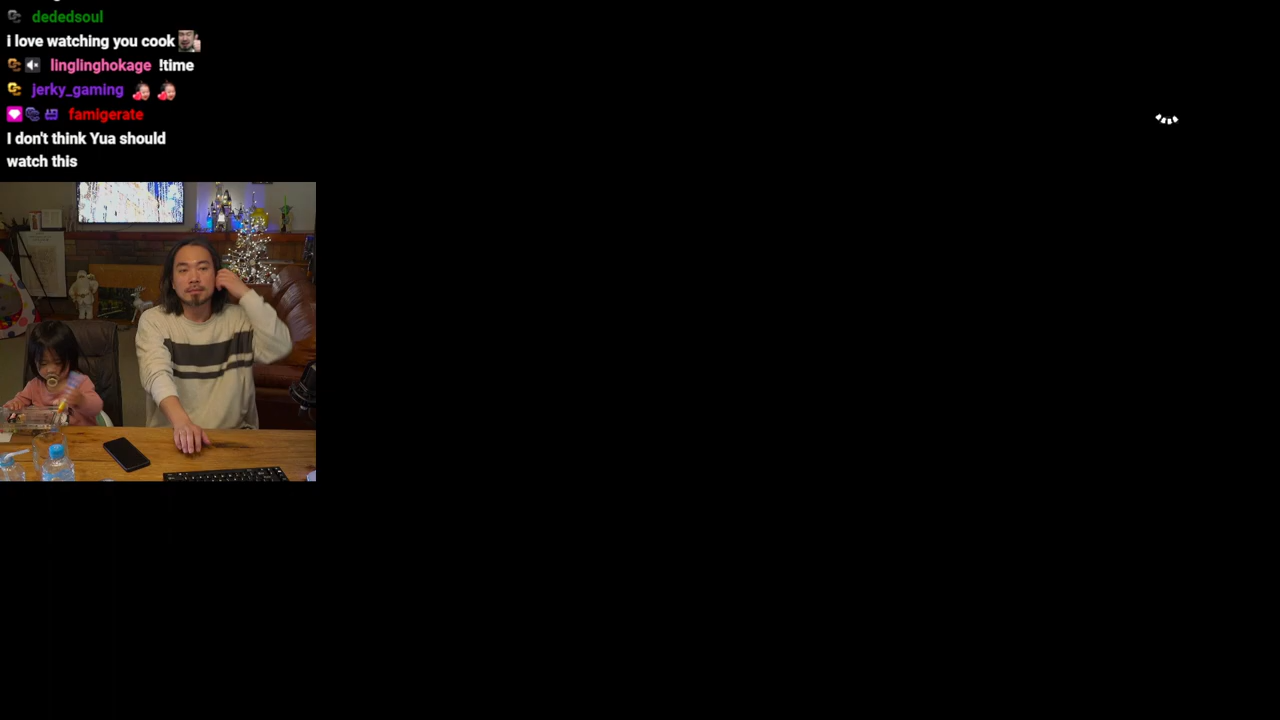 dededsoul
i love watching you cook
linglinghokage !time
jerky_gaming
famigerate
I don't think Yua should
watch this